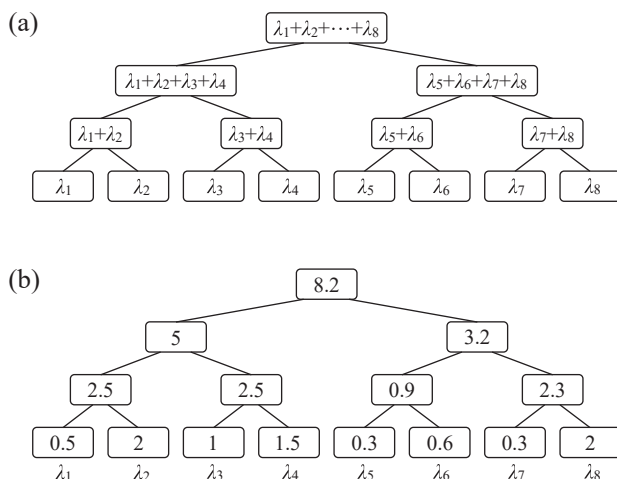 (a)
λ₁+λ₂+⋯+λ₈
λ₁+λ₂+λ₃+λ₄ λ₅+λ₆+λ₇+λ₈
λ₁+λ₂ λ₃+λ₄ λ₅+λ₆ λ₇+λ₈
λ₁ λ₂ λ₃ λ₄ λ₅ λ₆ λ₇ λ₈
(b)
8.2
5 3.2
2.5 2.5 0.9 2.3
0.5 2 1 1.5 0.3 0.6 0.3 2
λ₁ λ₂ λ₃ λ₄ λ₅ λ₆ λ₇ λ₈